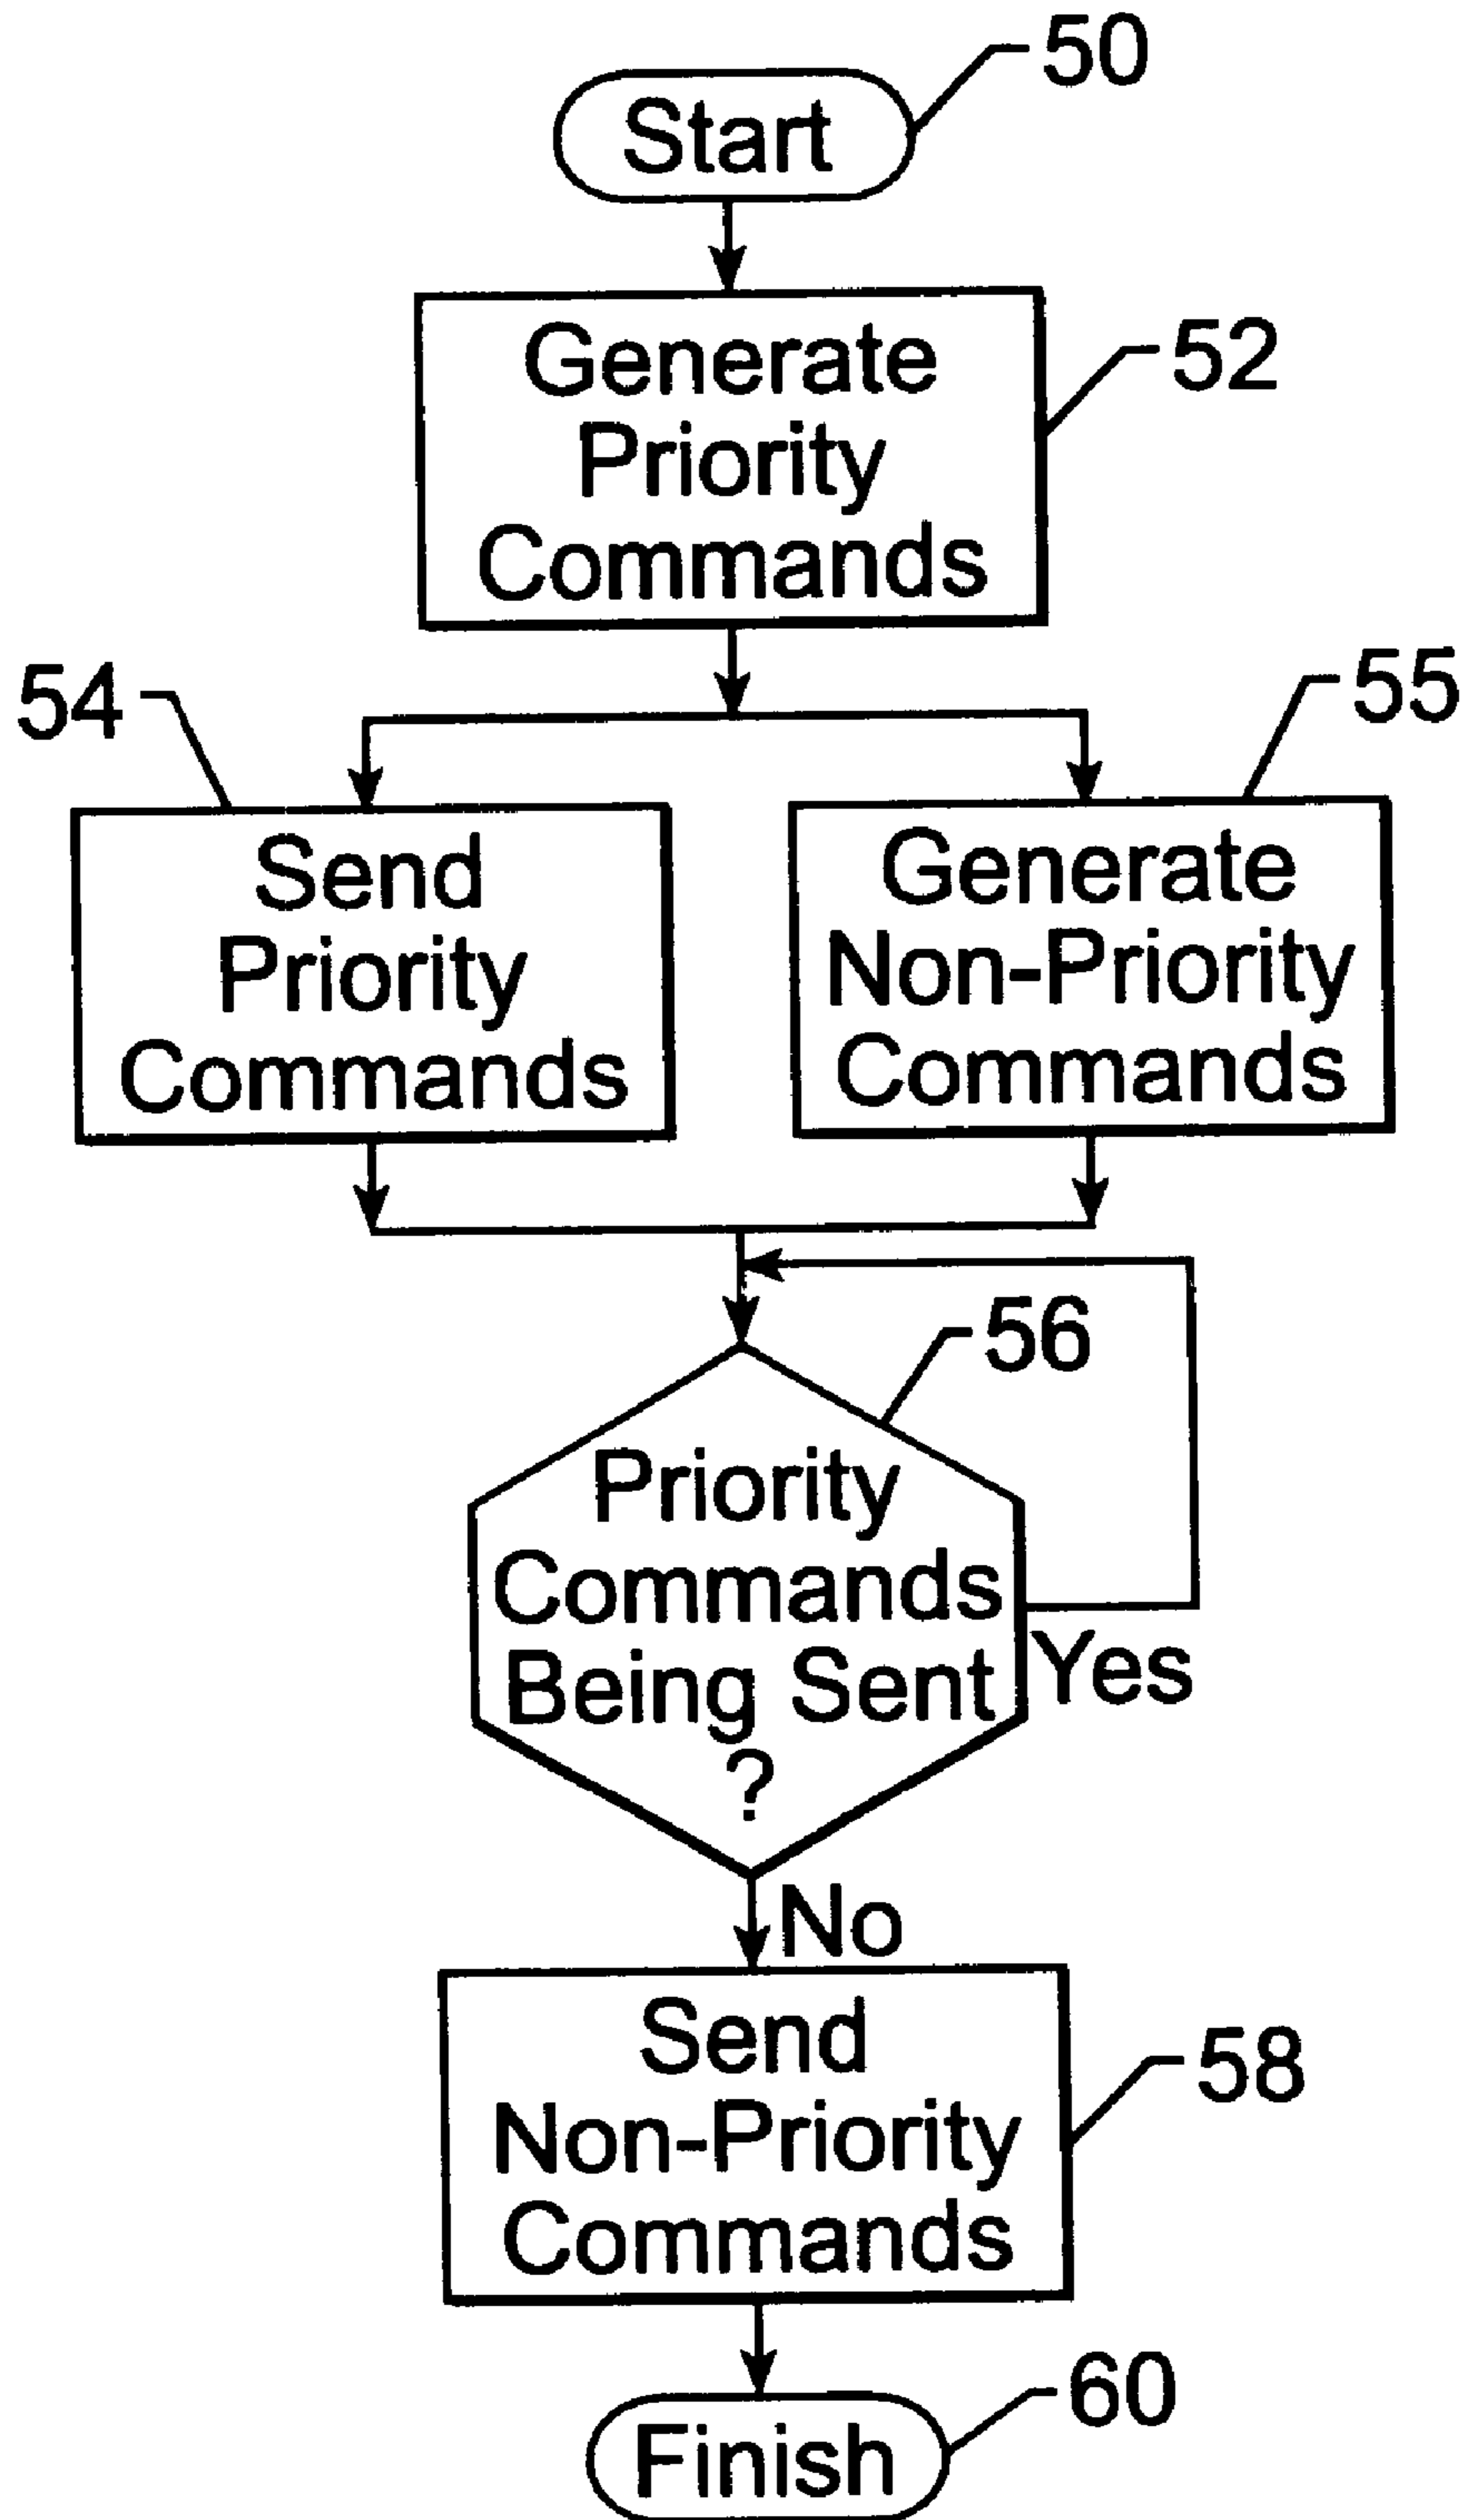 50
Start
52
Generate
Priority
Commands
54
55
Send
Priority
Commands
Generate
Non-Priority
Commands
56
Priority
Commands
Being Sent
?
Yes
No
Send
Non-Priority
Commands
58
60
Finish